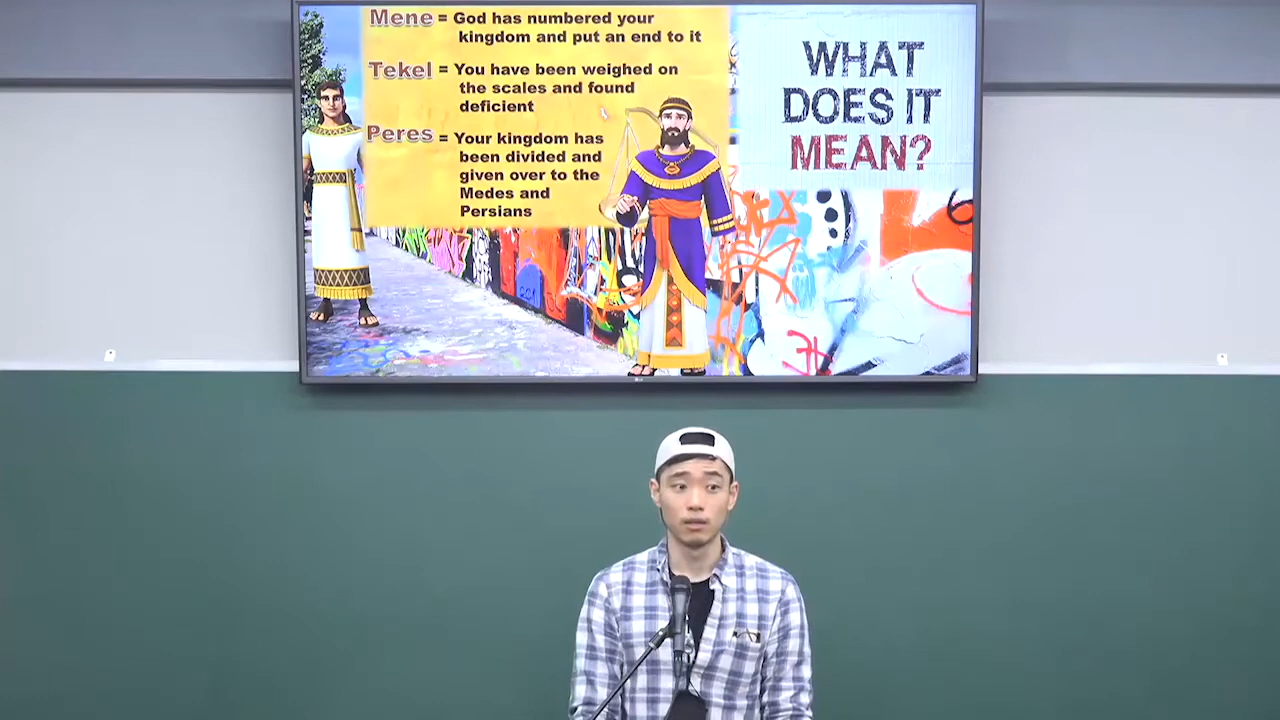 Mene = God has numbered your
kingdom and put an end to it
Tekel = You have been weighed on
the scales and found
deficient
Peres = Your kingdom has
been divided and
given over to the
Medes and
Persians
WHAT
DOES IT
MEAN?
LG